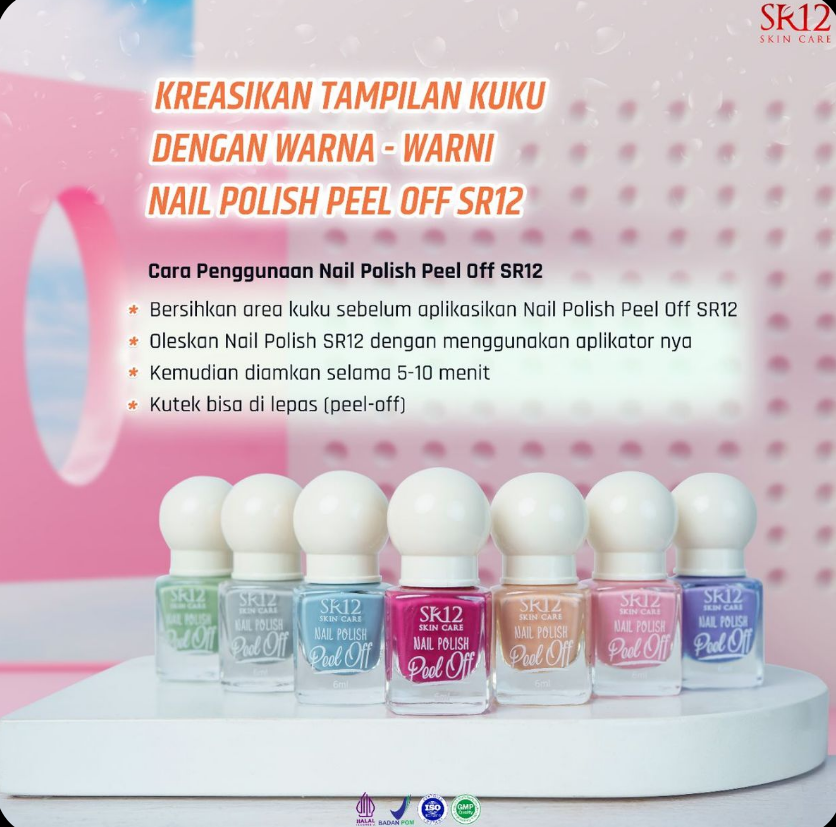 SR12
SKIN CARE
KREASIKAN TAMPILAN KUKU
DENGAN WARNA - WARNI
NAIL POLISH PEEL OFF SR12
Cara Penggunaan Nail Polish Peel Off SR12
* Bersihkan area kuku sebelum aplikasikan Nail Polish Peel Off SR12
* Oleskan Nail Polish SR12 dengan menggunakan aplikator nya
* Kemudian diamkan selama 5-10 menit
* Kutek bisa di lepas (peel-off)
SR12
SKIN CARE
NAIL POLISH
Peel Off
SR12
SKIN CARE
NAIL POLISH
Peel Off
SR12
SKIN CARE
NAIL POLISH
Peel Off
6ml
SR12
SKIN CARE
NAIL POLISH
Peel Off
SR12
SKIN CARE
NAIL POLISH
Peel Off
6ml
SR12
SKIN CARE
NAIL POLISH
Peel Off
SR12
SKIN CARE
NAIL POLISH
Peel Off
HALAL
BADAN POM
ISO
GMP